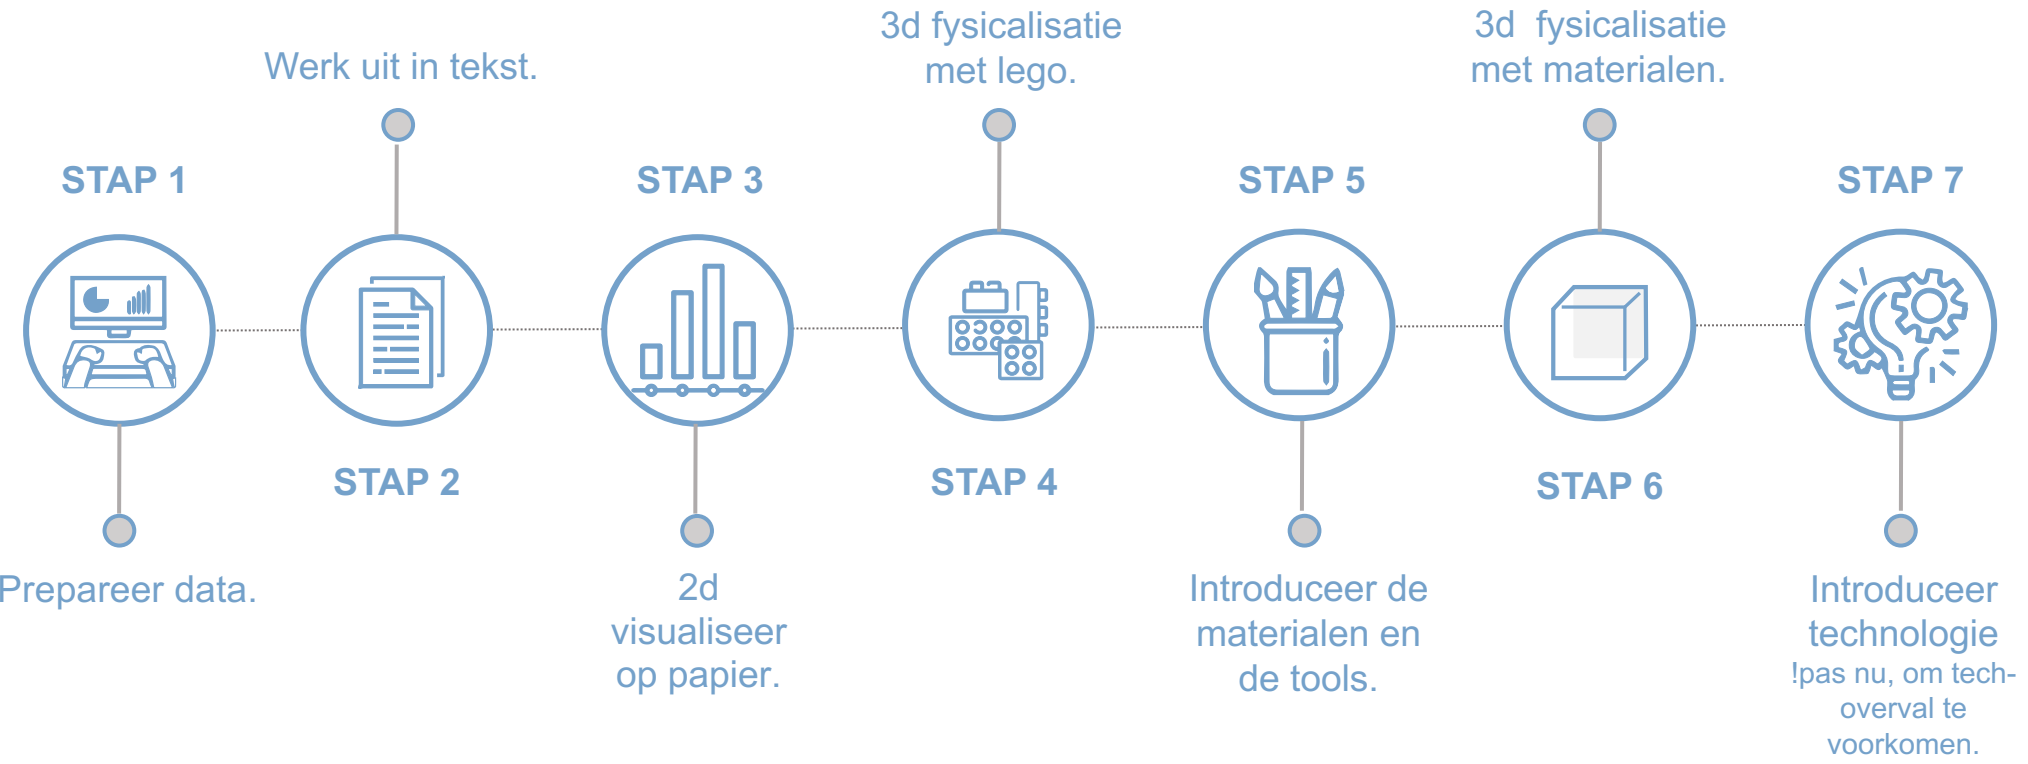 STAP 1
Prepareer data.
Werk uit in tekst.
STAP 2
STAP 3
2d
visualiseer
op papier.
3d fysicalisatie
met lego.
STAP 4
STAP 5
Introduceer de
materialen en
de tools.
3d  fysicalisatie
met materialen.
STAP 6
STAP 7
Introduceer
technologie
!pas nu, om tech-
overval te
voorkomen.